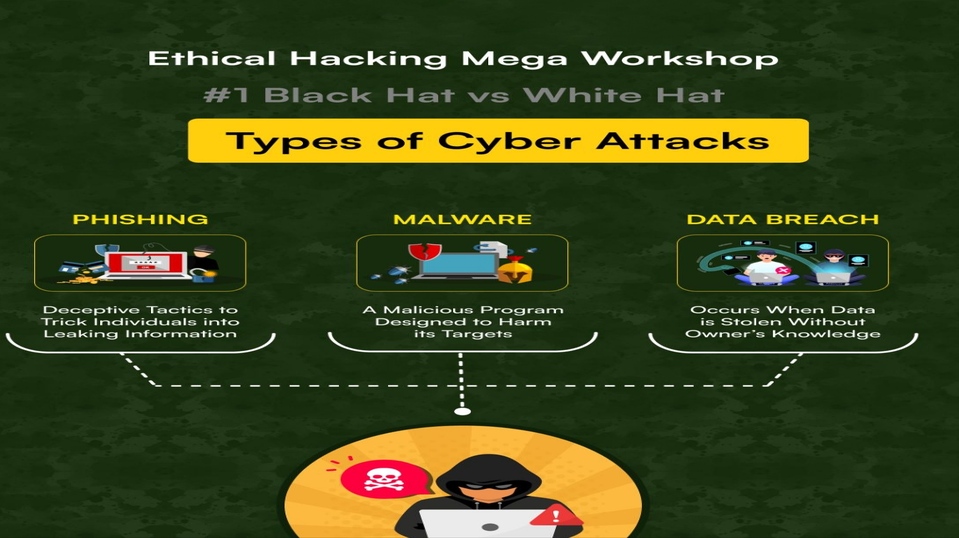 Ethical Hacking Mega Workshop
#1 Black Hat vs White Hat
Types of Cyber Attacks
PHISHING
Deceptive Tactics to
Trick Individuals into
Leaking Information
MALWARE
A Malicious Program
Designed to Harm
its Targets
DATA BREACH
Occurs When Data
is Stolen Without
Owner's Knowledge